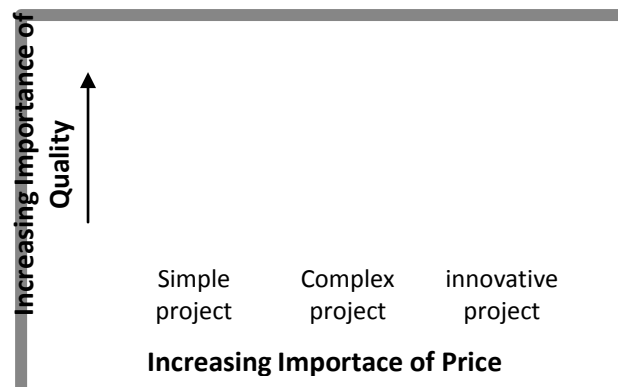 Increasing Importance of
Quality
Simple
project
Complex
project
innovative
project
Increasing Importace of Price